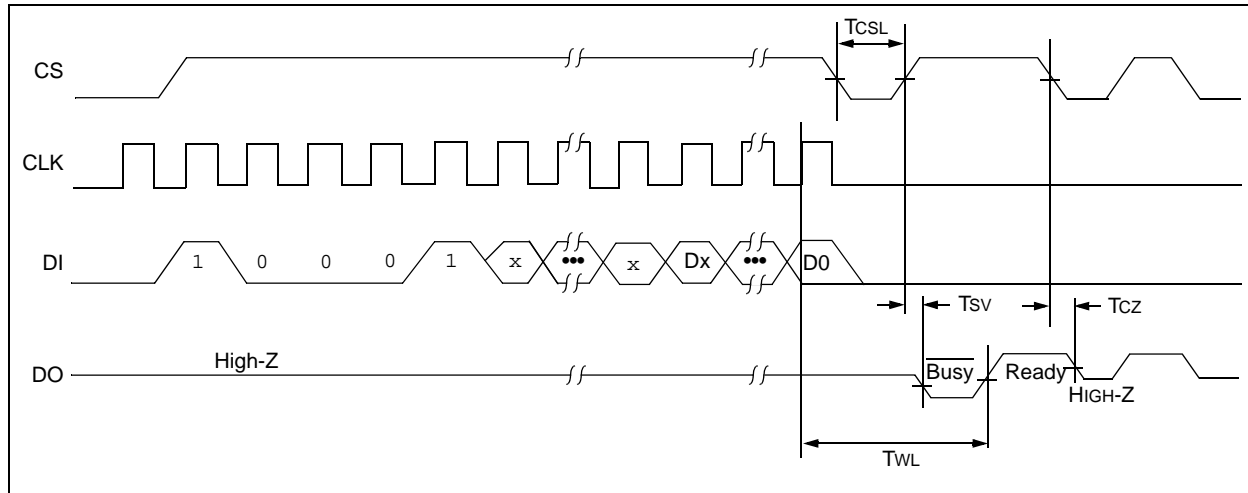 TCSL
CS
CLK
DI 1 0 0 0 1 x ••• x Dx ••• D0
TSV TCZ
High-Z
DO Busy Ready
HIGH-Z
TWL